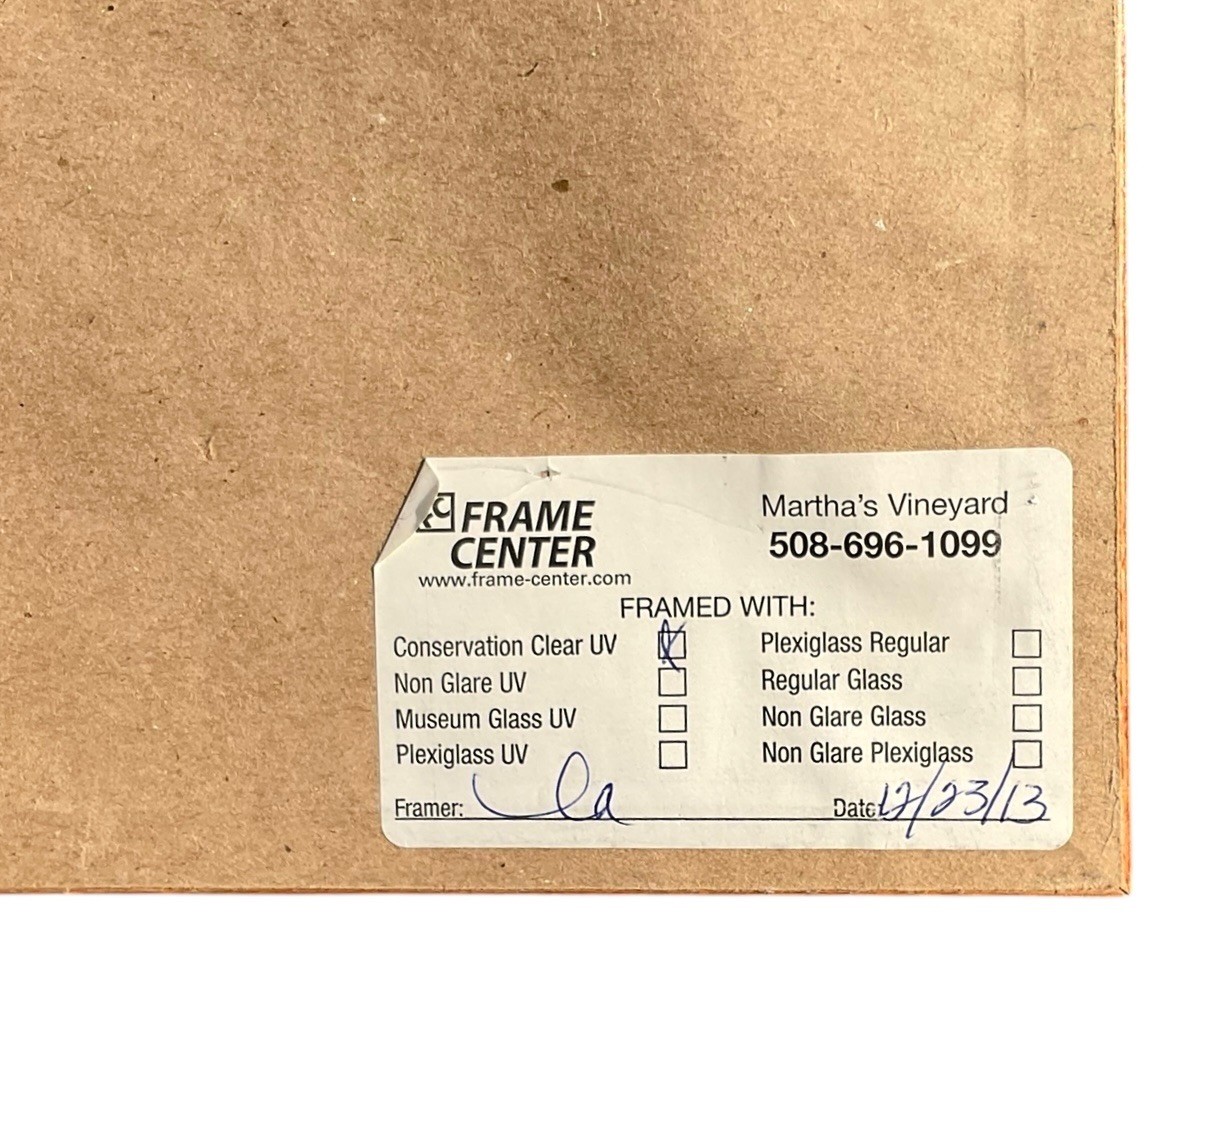 FRAME
CENTER
www.frame-center.com
Martha's Vineyard
508-696-1099
FRAMED WITH:
Conservation Clear UV
Non Glare UV
Museum Glass UV
Plexiglass UV
Plexiglass Regular
Regular Glass
Non Glare Glass
Non Glare Plexiglass
Framer:
Date: 12/23/13